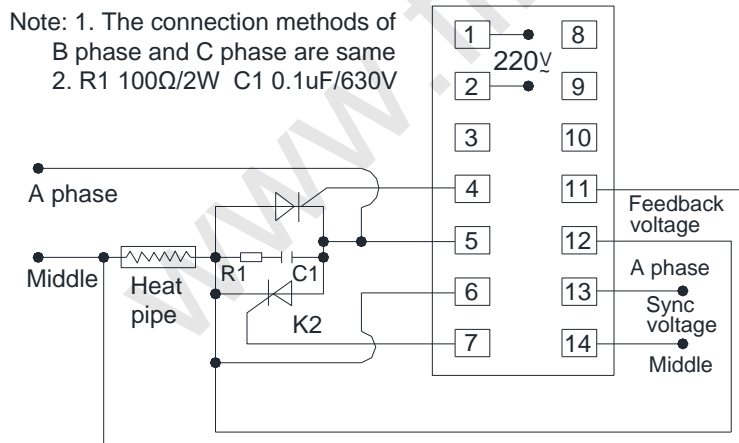 Note: 1. The connection methods of
B phase and C phase are same
2. R1 100Ω/2W C1 0.1uF/630V
1
8
220V~
2
9
3
10
A phase
4
11
Feedback
voltage
5
12
Middle
R1
C1
Heat
pipe
A phase
6
13
Sync
voltage
K2
7
14
Middle
www.